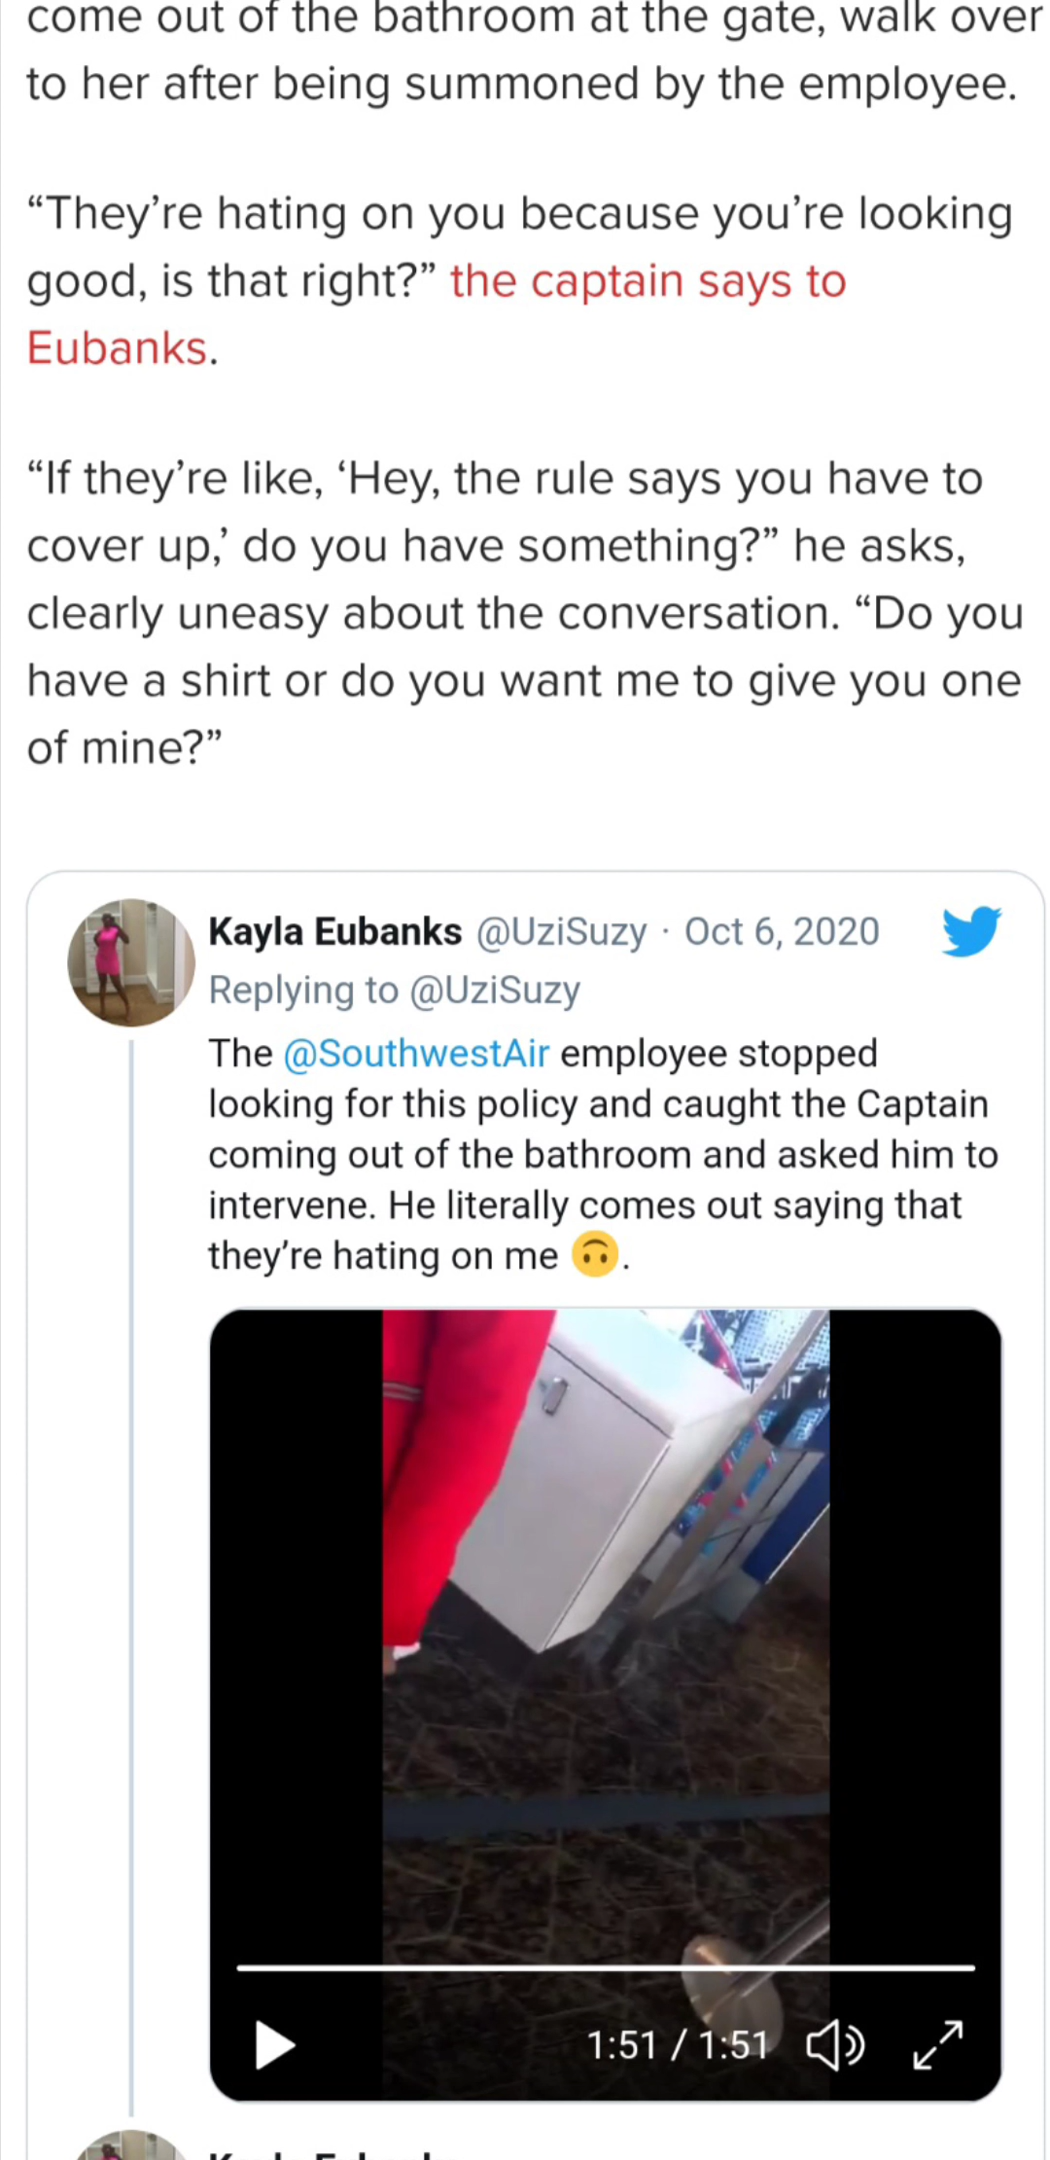 come out of the bathroom at the gate, walk over
to her after being summoned by the employee.
“They’re hating on you because you’re looking
good, is that right?” the captain says to
Eubanks.
“If they’re like, ‘Hey, the rule says you have to
cover up,’ do you have something?” he asks,
clearly uneasy about the conversation. “Do you
have a shirt or do you want me to give you one
of mine?”
Kayla Eubanks @UziSuzy · Oct 6, 2020
Replying to @UziSuzy
The @SouthwestAir employee stopped
looking for this policy and caught the Captain
coming out of the bathroom and asked him to
intervene. He literally comes out saying that
they’re hating on me 🙃.
1:51 / 1:51
Kayla Eubanks